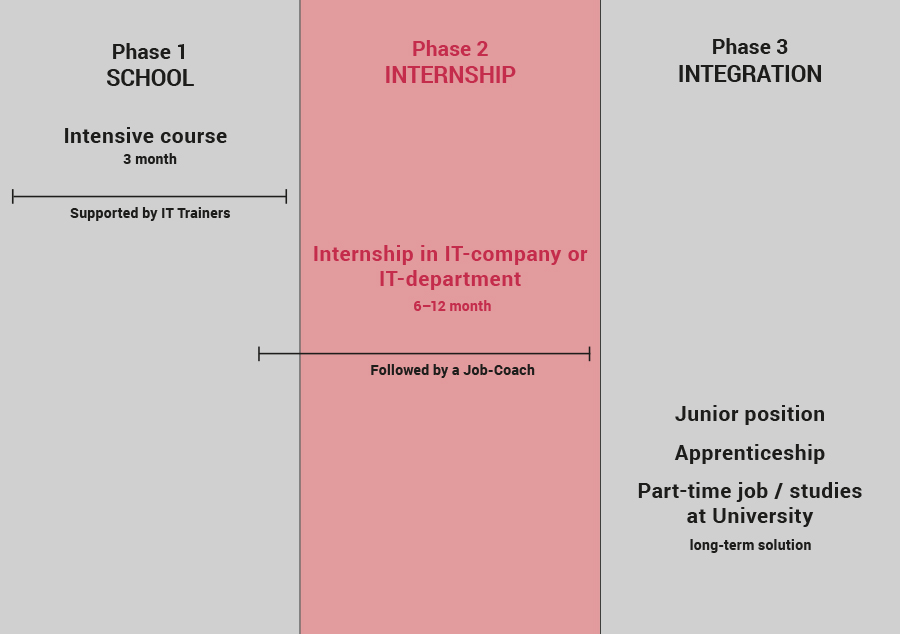 Phase 1
SCHOOL
Intensive course
3 month
Supported by IT Trainers
Phase 2
INTERNSHIP
Internship in IT-company or
IT-department
6–12 month
Followed by a Job-Coach
Phase 3
INTEGRATION
Junior position
Apprenticeship
Part-time job / studies
at University
long-term solution